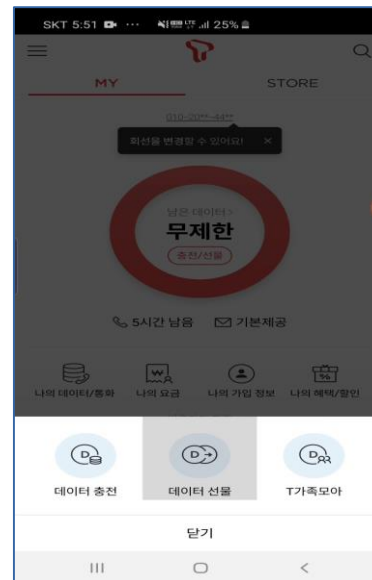 SKT 5:51 ··· LTE 25%
MY STORE
010-20**-44**
회선을 변경할 수 있어요! ×
남은 데이터 >
무제한
충전/선물
5시간 남음 기본제공
나의 데이터/통화 나의 요금 나의 가입 정보 나의 혜택/할인
데이터 충전 데이터 선물 T가족모아
닫기